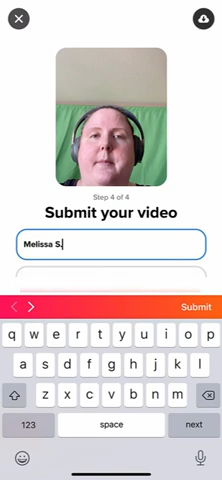 Step 4 of 4
Submit your video
Melissa S.
Submit
q w e r t y u i o p
a s d f g h j k l
z x c v b n m
123 space next